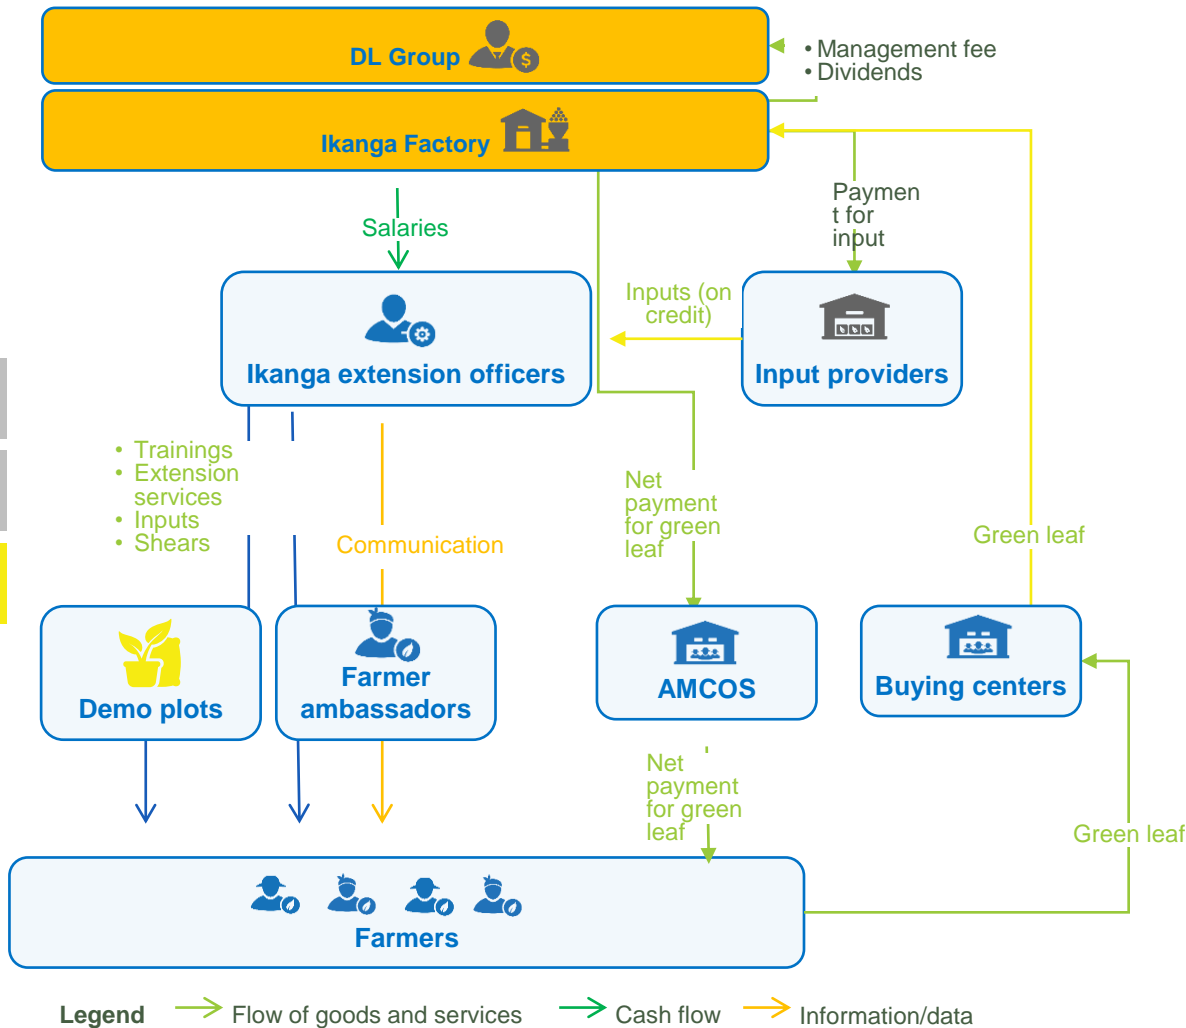 DL Group
$
• Management fee
• Dividends
Ikanga Factory
Paymen
t for
input
Salaries
Inputs (on
credit)
Ikanga extension officers
Input providers
• Trainings
• Extension
services
• Inputs
• Shears
Net
payment
for green
leaf
Communication
Green leaf
Demo plots
Farmer
ambassadors
AMCOS
Buying centers
Net
payment
for green
leaf
Green leaf
Farmers
Legend
Flow of goods and services
Cash flow
Information/data